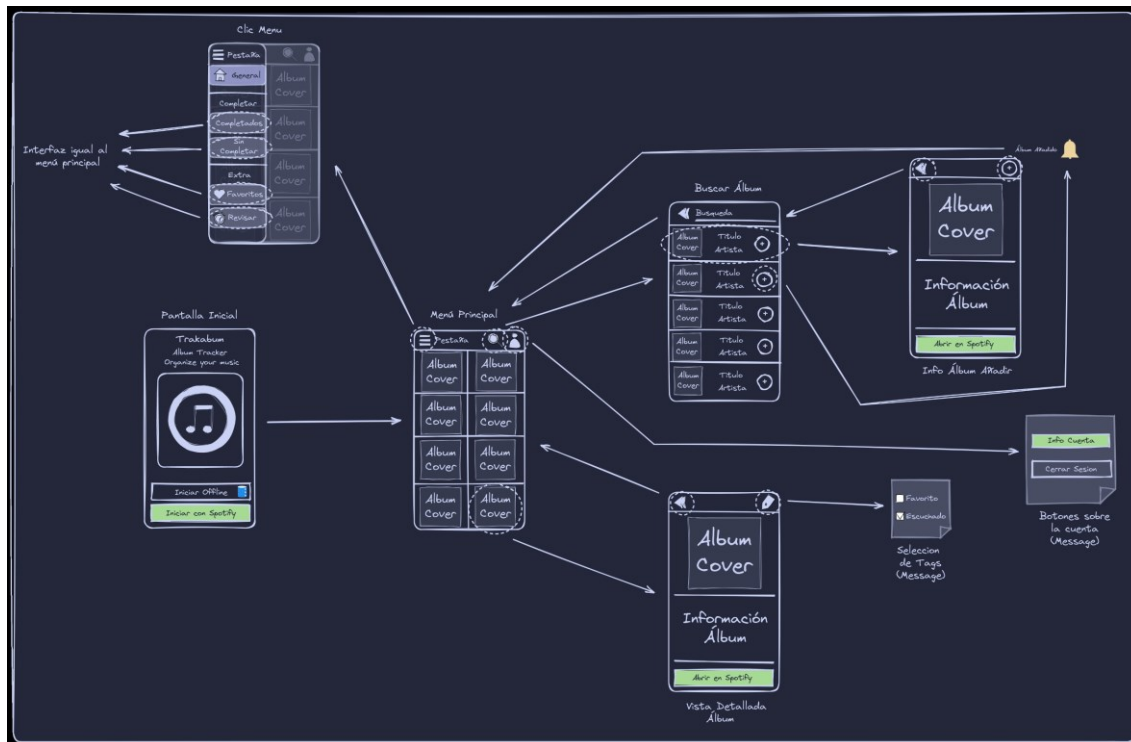 Clic Menu
Pestaña
General
Completar
Completados
Sin
Completar
Extra
Favoritos
Revisar
Album
Cover
Album
Cover
Album
Cover
Album
Cover
Interfaz igual al
menú principal
Pantalla Inicial
Trakabum
Album Tracker
Organize your music
Iniciar Offline
Iniciar con Spotify
Menú Principal
Pestaña
Album
Cover
Album
Cover
Album
Cover
Album
Cover
Album
Cover
Album
Cover
Album
Cover
Album
Cover
Buscar Álbum
Busqueda
Album
Cover
Titulo
Artista
Album
Cover
Titulo
Artista
Album
Cover
Titulo
Artista
Album
Cover
Titulo
Artista
Album
Cover
Titulo
Artista
Álbum Añadido
Album
Cover
Información
Álbum
Abrir en Spotify
Info Álbum Añadir
Info Cuenta
Cerrar Sesion
Botones sobre
la cuenta
(Message)
Favorito
Escuchado
Seleccion
de Tags
(Message)
Album
Cover
Información
Álbum
Abrir en Spotify
Vista Detallada
Álbum